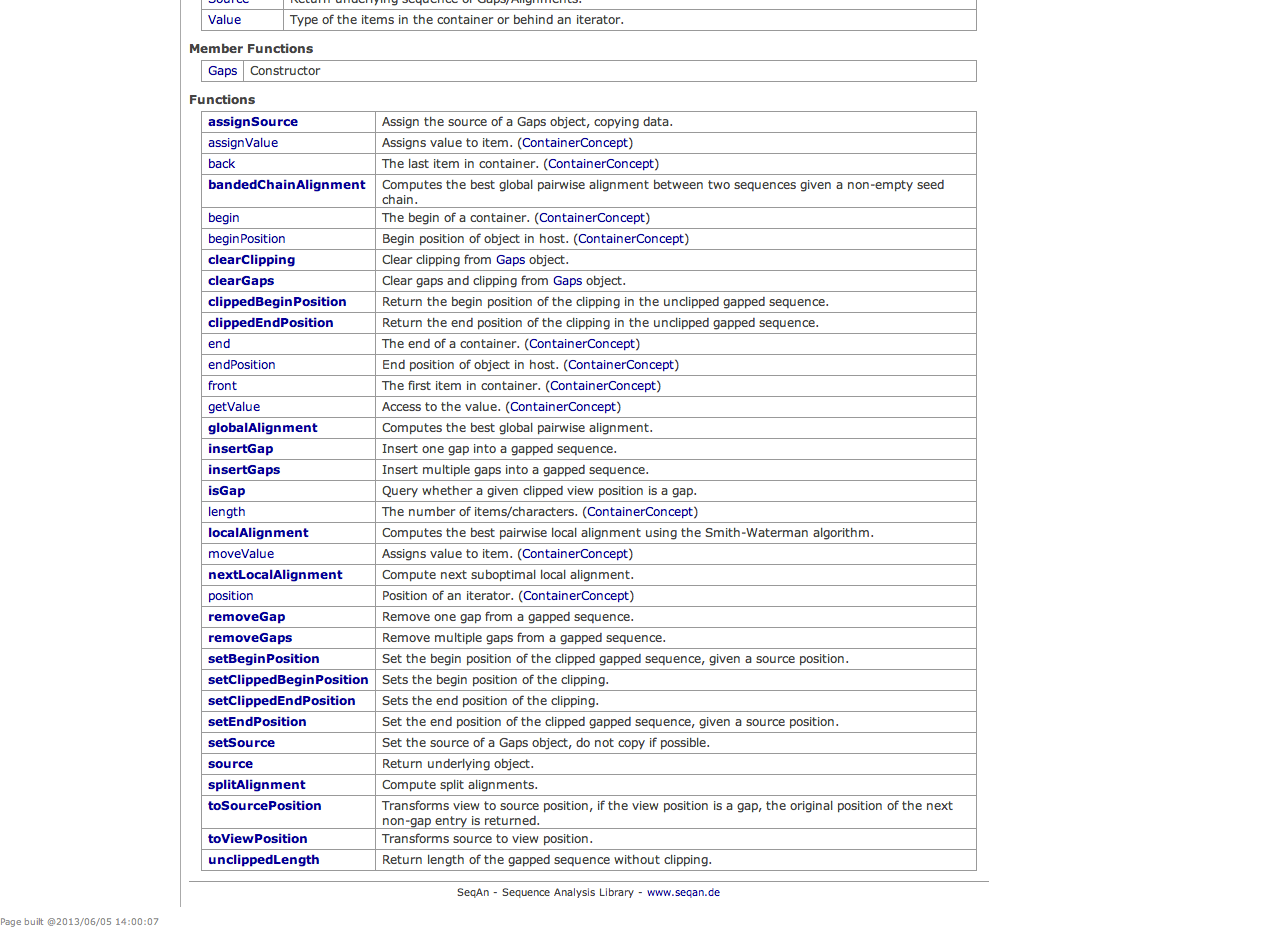 Source Return underlying sequence of Gaps/Alignments.
Value Type of the items in the container or behind an iterator.
Member Functions
Gaps Constructor
Functions
assignSource Assign the source of a Gaps object, copying data.
assignValue Assigns value to item. (ContainerConcept)
back The last item in container. (ContainerConcept)
bandedChainAlignment Computes the best global pairwise alignment between two sequences given a non-empty seed
chain.
begin The begin of a container. (ContainerConcept)
beginPosition Begin position of object in host. (ContainerConcept)
clearClipping Clear clipping from Gaps object.
clearGaps Clear gaps and clipping from Gaps object.
clippedBeginPosition Return the begin position of the clipping in the unclipped gapped sequence.
clippedEndPosition Return the end position of the clipping in the unclipped gapped sequence.
end The end of a container. (ContainerConcept)
endPosition End position of object in host. (ContainerConcept)
front The first item in container. (ContainerConcept)
getValue Access to the value. (ContainerConcept)
globalAlignment Computes the best global pairwise alignment.
insertGap Insert one gap into a gapped sequence.
insertGaps Insert multiple gaps into a gapped sequence.
isGap Query whether a given clipped view position is a gap.
length The number of items/characters. (ContainerConcept)
localAlignment Computes the best pairwise local alignment using the Smith-Waterman algorithm.
moveValue Assigns value to item. (ContainerConcept)
nextLocalAlignment Compute next suboptimal local alignment.
position Position of an iterator. (ContainerConcept)
removeGap Remove one gap from a gapped sequence.
removeGaps Remove multiple gaps from a gapped sequence.
setBeginPosition Set the begin position of the clipped gapped sequence, given a source position.
setClippedBeginPosition Sets the begin position of the clipping.
setClippedEndPosition Sets the end position of the clipping.
setEndPosition Set the end position of the clipped gapped sequence, given a source position.
setSource Set the source of a Gaps object, do not copy if possible.
source Return underlying object.
splitAlignment Compute split alignments.
toSourcePosition Transforms view to source position, if the view position is a gap, the original position of the next
non-gap entry is returned.
toViewPosition Transforms source to view position.
unclippedLength Return length of the gapped sequence without clipping.
SeqAn - Sequence Analysis Library - www.seqan.de
Page built @2013/06/05 14:00:07